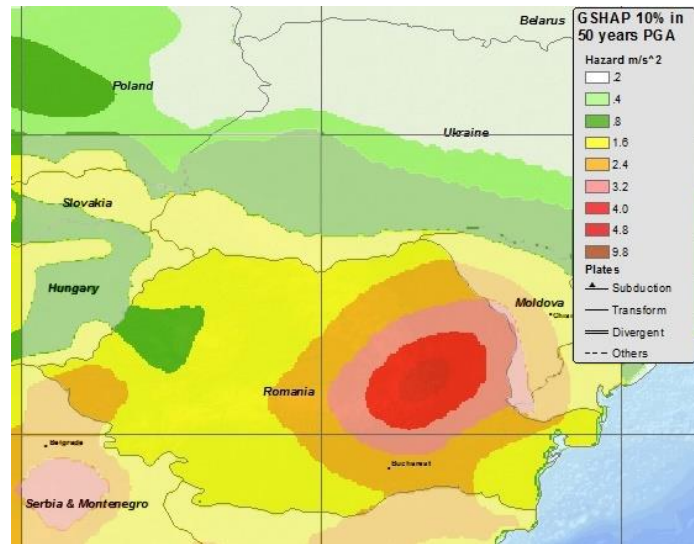 Belarus
GSHAP 10% in
50 years PGA
Hazard m/s^2
.2
.4
.8
1.6
2.4
3.2
4.0
4.8
9.8
Plates
Subduction
Transform
Divergent
Others
Poland
Ukraine
Slovakia
Hungary
Moldova
Romania
Belgrade
Bucharest
Serbia & Montenegro